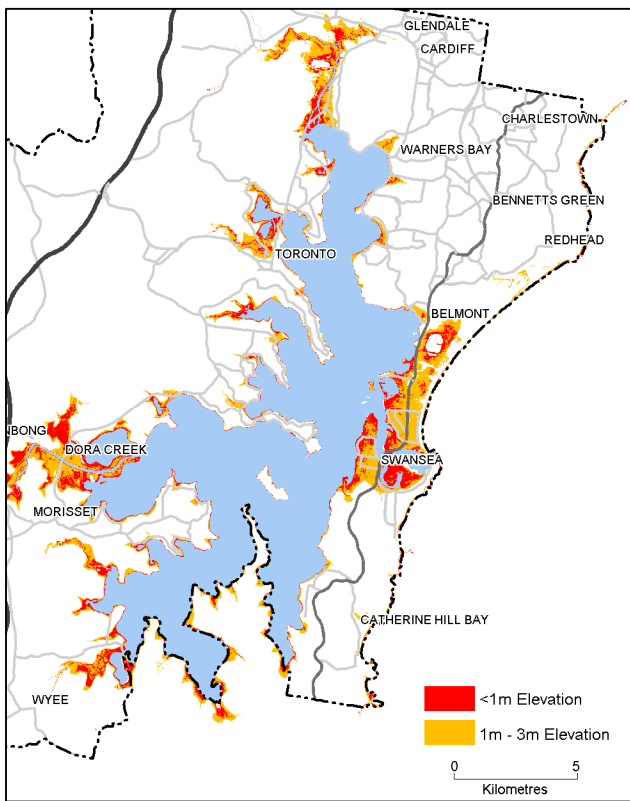 GLENDALE
CARDIFF
CHARLESTOWN
WARNERS BAY
BENNETTS GREEN
REDHEAD
TORONTO
BELMONT
NBONG
DORA CREEK
SWANSEA
MORISSET
CATHERINE HILL BAY
WYEE
<1m Elevation
1m - 3m Elevation
0 5
Kilometres